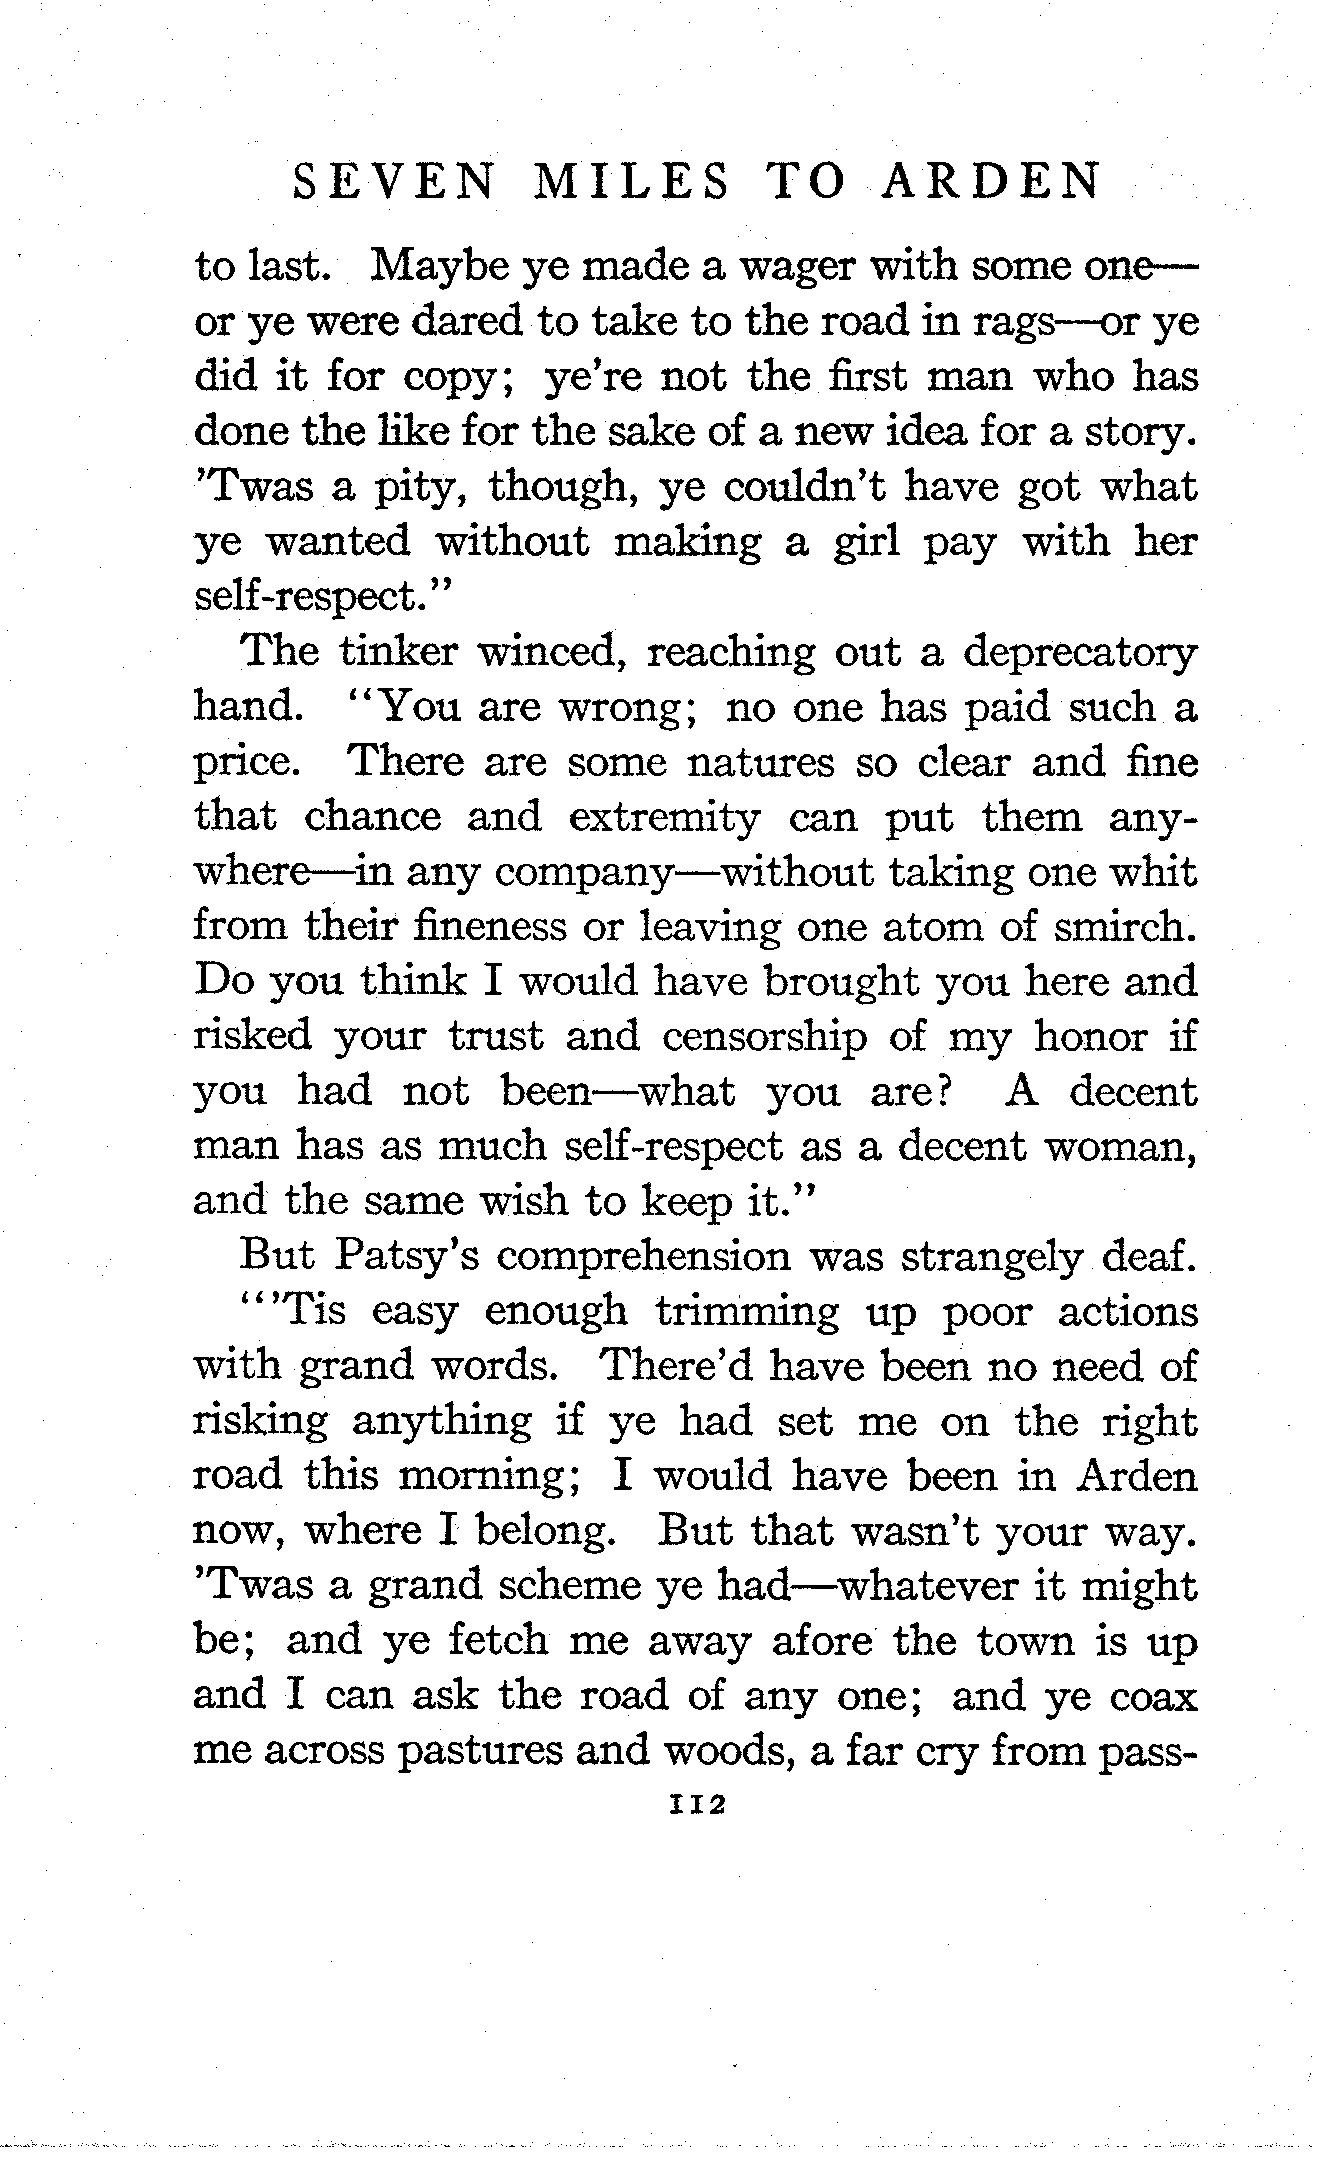 SEVEN MILES TO ARDEN
to last. Maybe ye made a wager with some one—
or ye were dared to take to the road in rags—or ye
did it for copy; ye're not the first man who has
done the like for the sake of a new idea for a story.
'Twas a pity, though, ye couldn't have got what
ye wanted without making a girl pay with her
self-respect."
The tinker winced, reaching out a deprecatory
hand. "You are wrong; no one has paid such a
price. There are some natures so clear and fine
that chance and extremity can put them any-
where—in any company—without taking one whit
from their fineness or leaving one atom of smirch.
Do you think I would have brought you here and
risked your trust and censorship of my honor if
you had not been—what you are? A decent
man has as much self-respect as a decent woman,
and the same wish to keep it."
But Patsy's comprehension was strangely deaf.
"'Tis easy enough trimming up poor actions
with grand words. There'd have been no need of
risking anything if ye had set me on the right
road this morning; I would have been in Arden
now, where I belong. But that wasn't your way.
'Twas a grand scheme ye had—whatever it might
be; and ye fetch me away afore the town is up
and I can ask the road of any one; and ye coax
me across pastures and woods, a far cry from pass-
112